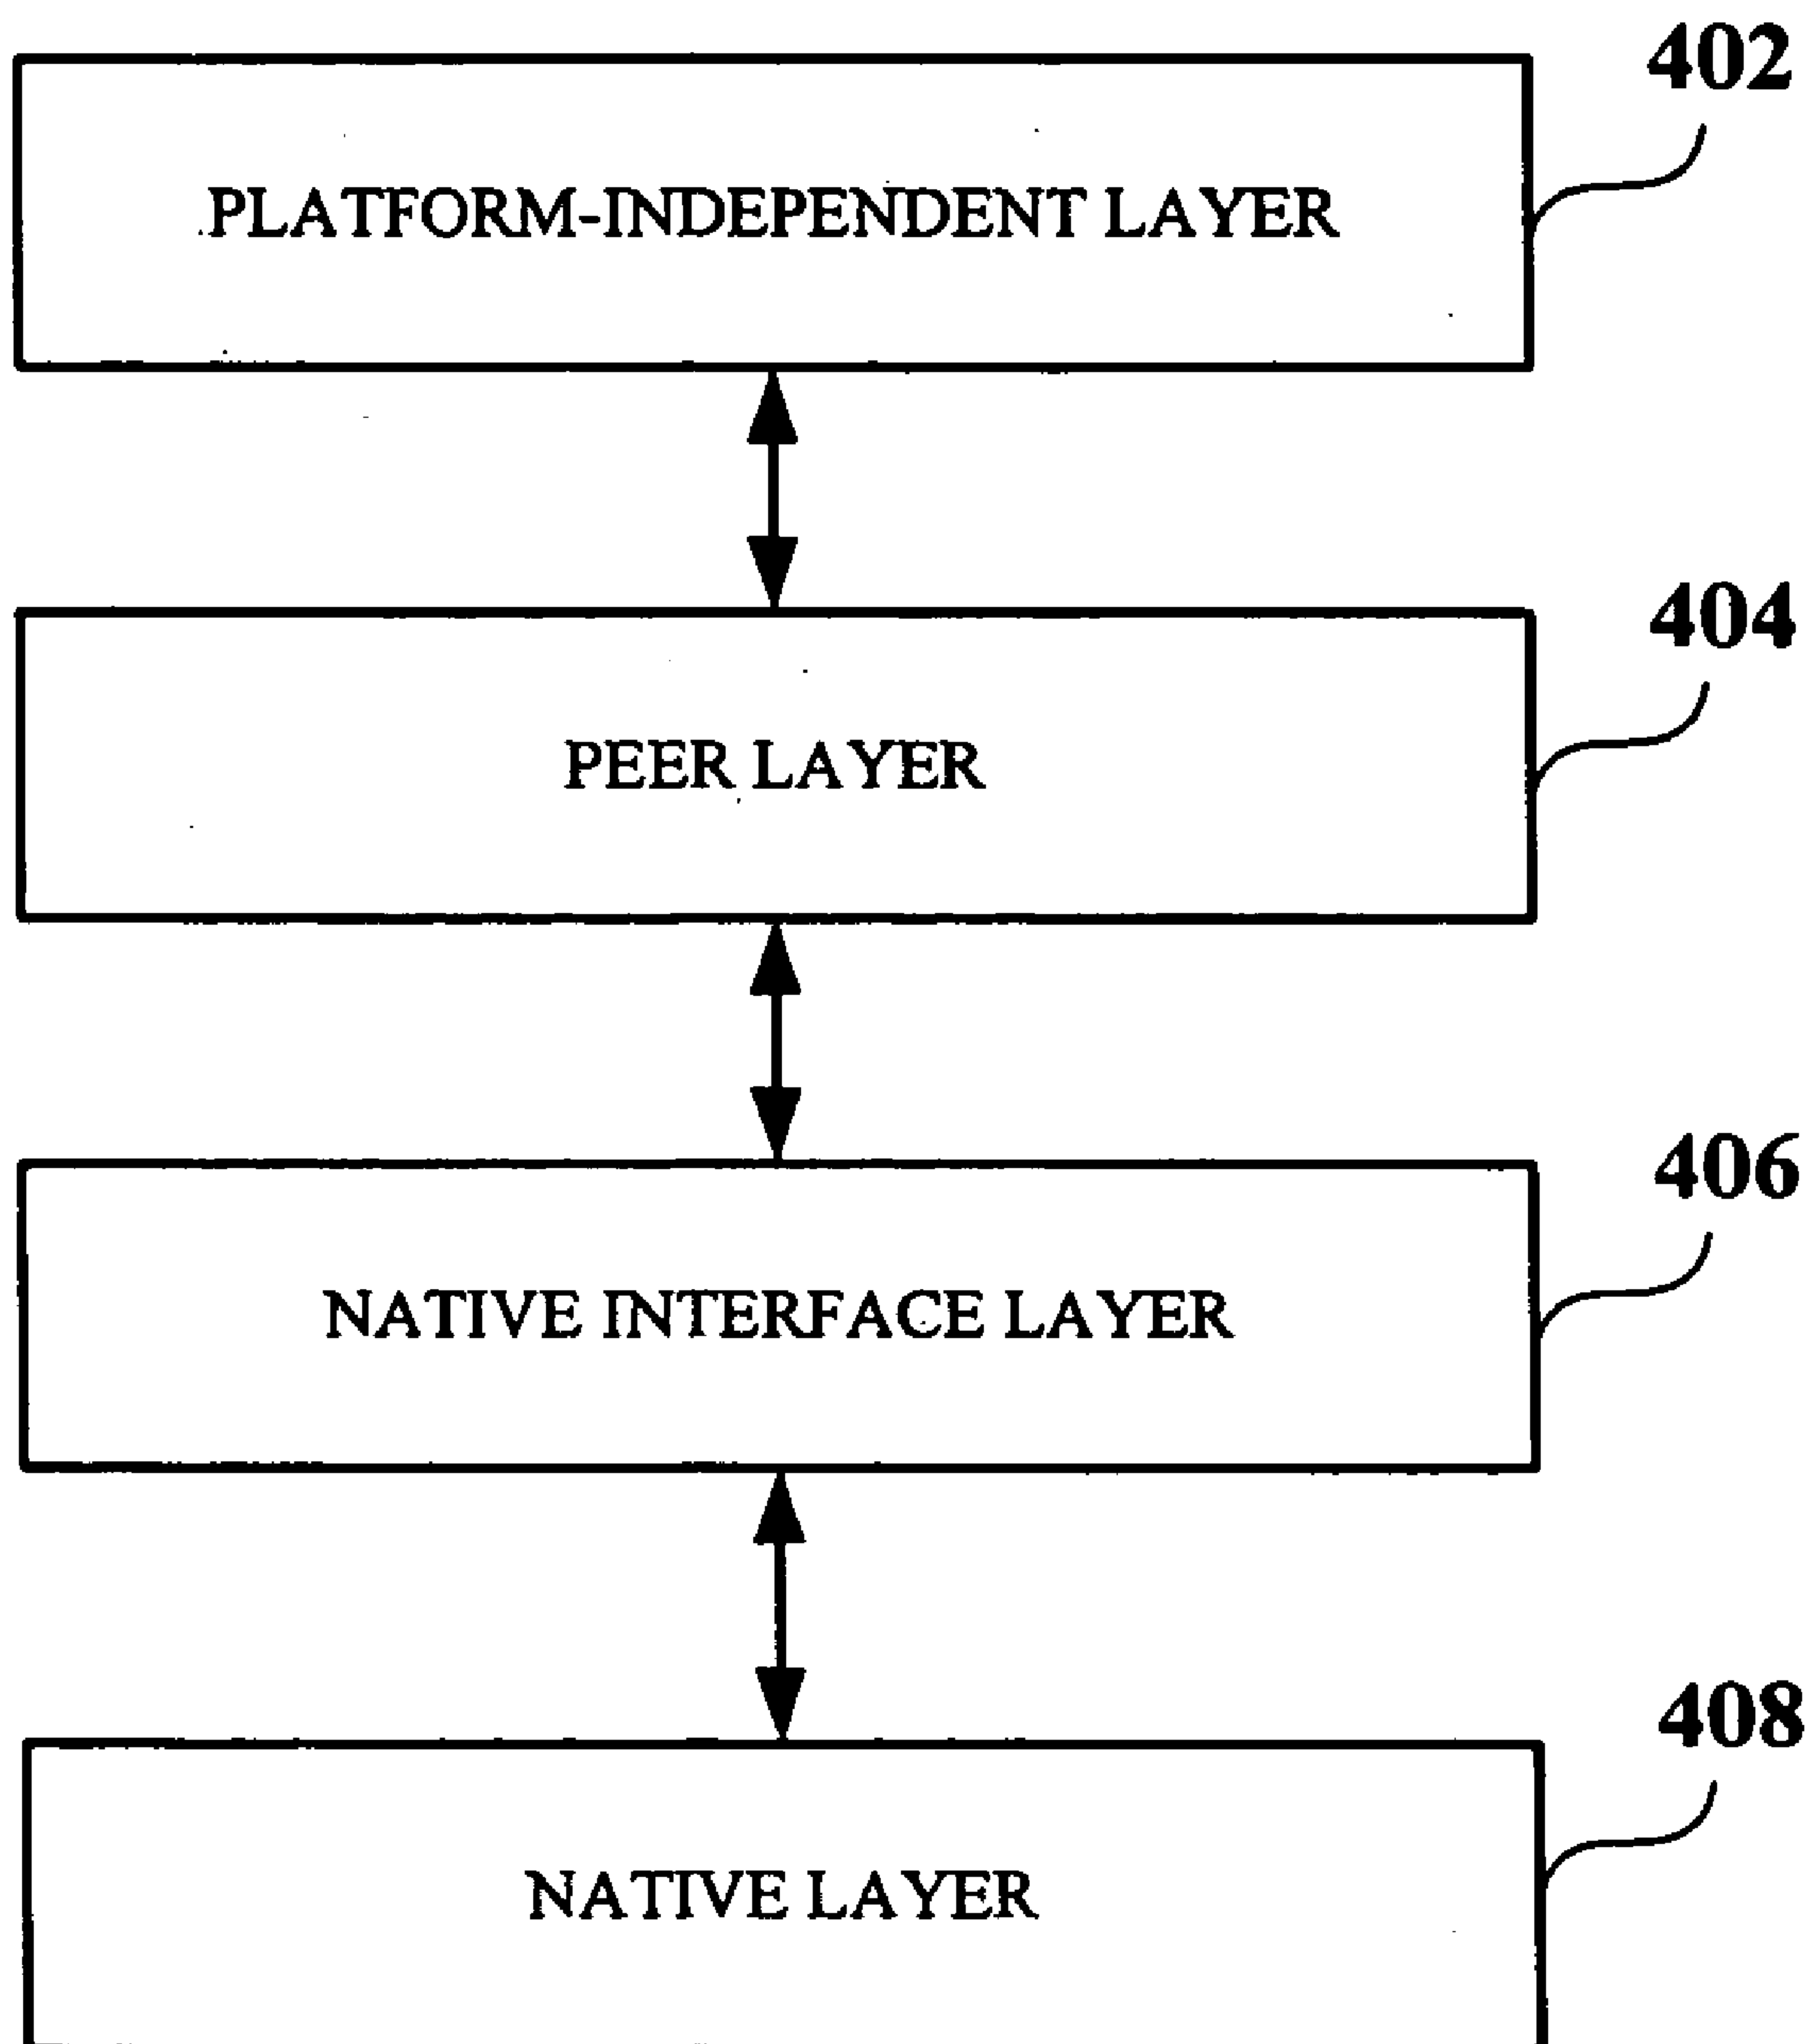 402
PLATFORM-INDEPENDENT LAYER
404
PEER LAYER
406
NATIVE INTERFACE LAYER
408
NATIVE LAYER